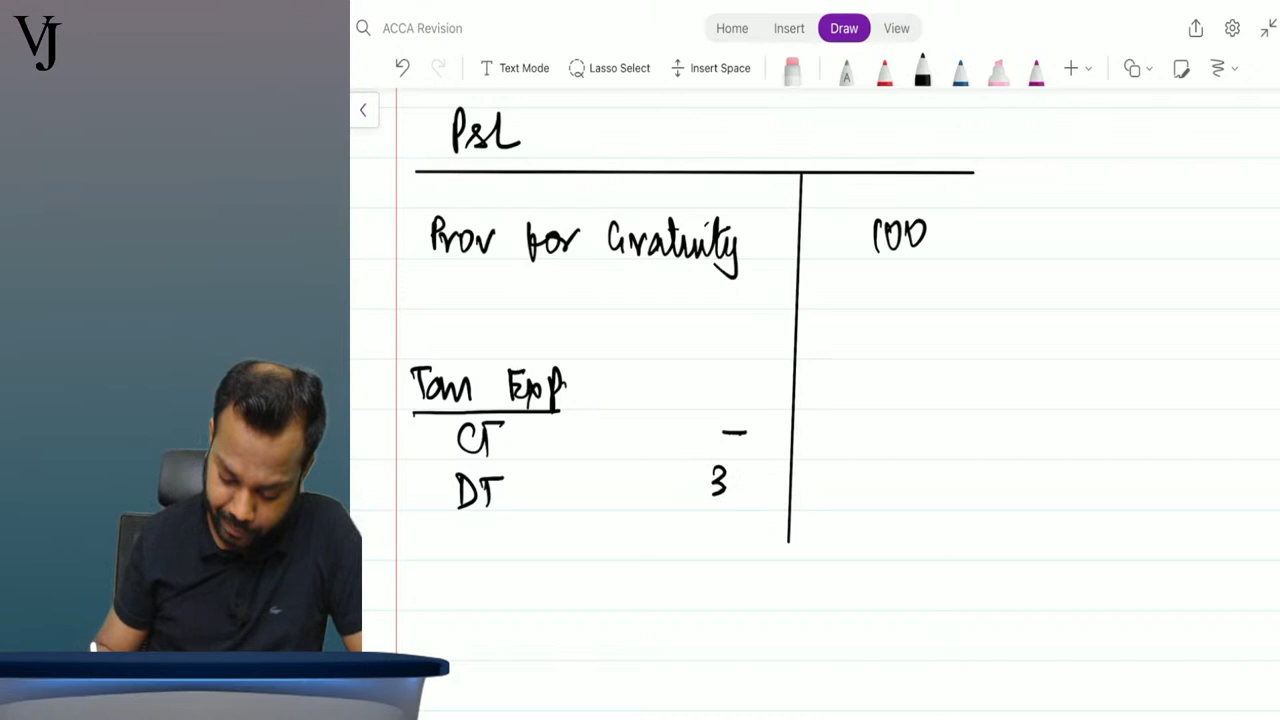 VJ
ACCA Revision
Home Insert Draw View
Text Mode Lasso Select Insert Space
A
PsL
Prov for Gratuity 100
Tax Exp
CT –
DT 3